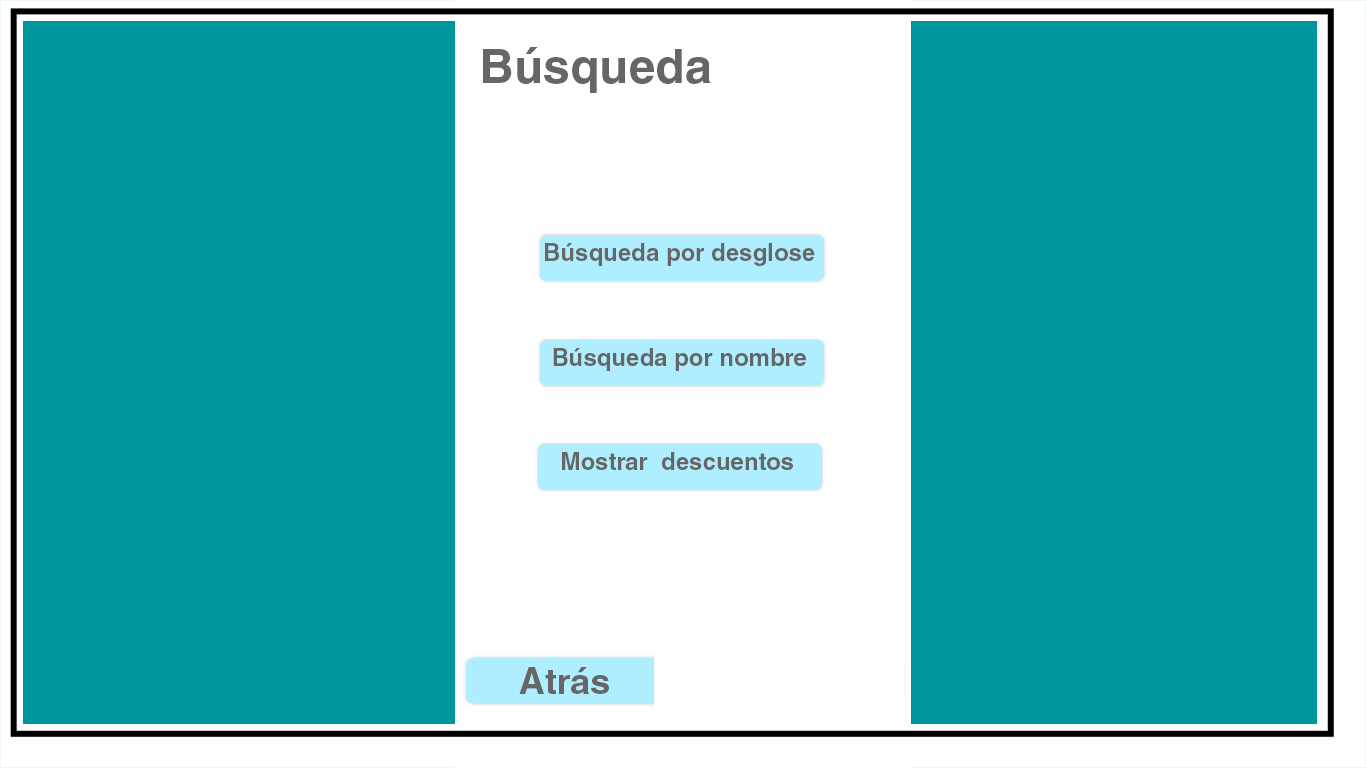 Búsqueda
Búsqueda por desglose
Búsqueda por nombre
Mostrar  descuentos
Atrás